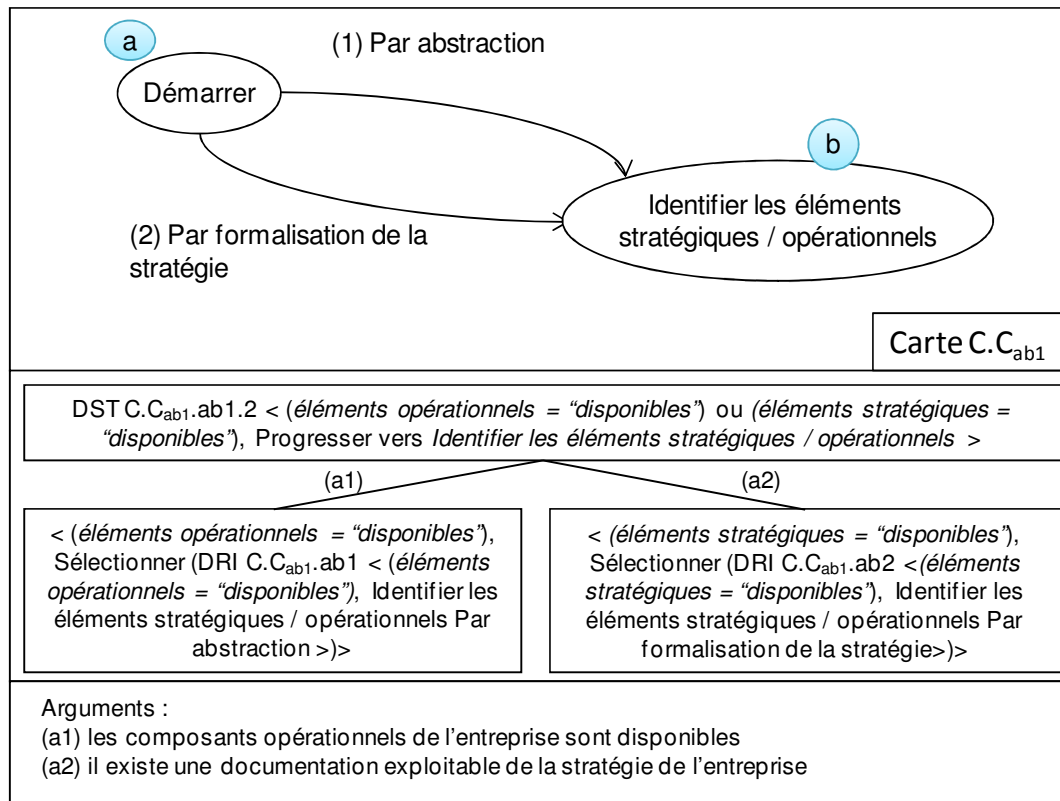 a
(1) Par abstraction
Démarrer
b
Identifier les éléments
stratégiques / opérationnels
(2) Par formalisation de la
stratégie
Carte C.Cab1
DST C.Cab1.ab1.2 < (éléments opérationnels = “disponibles”) ou (éléments stratégiques =
“disponibles”), Progresser vers Identifier les éléments stratégiques / opérationnels >
(a1)
(a2)
< (éléments opérationnels = “disponibles”),
Sélectionner (DRI C.Cab1.ab1 < (éléments
opérationnels = “disponibles”), Identifier les
éléments stratégiques / opérationnels Par
abstraction >)>
< (éléments stratégiques = “disponibles”),
Sélectionner (DRI C.Cab1.ab2 <(éléments
stratégiques = “disponibles”), Identifier les
éléments stratégiques / opérationnels Par
formalisation de la stratégie>)>
Arguments :
(a1) les composants opérationnels de l’entreprise sont disponibles
(a2) il existe une documentation exploitable de la stratégie de l’entreprise